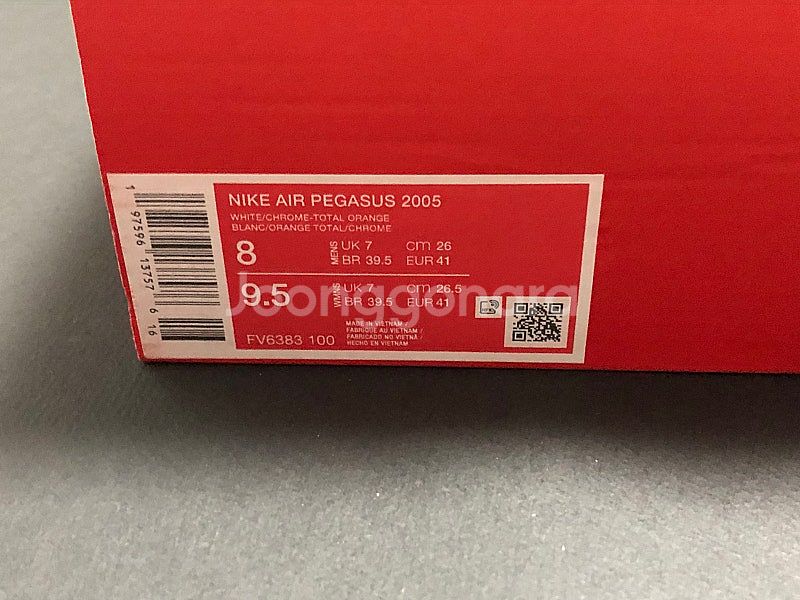 NIKE AIR PEGASUS 2005
WHITE/CHROME-TOTAL ORANGE
BLANC/ORANGE TOTAL/CHROME
8 MENS UK 7 cm 26
BR 39.5 EUR 41
9.5 WMNS UK 7 cm 26.5
BR 39.5 EUR 41
MADE IN VIETNAM /
FABRIQUE AU VIETNAM /
FABRICADO NO VIETNÃ /
HECHO EN VIETNAM
FV6383 100
1 97596 13757 6 16
Joonggonara